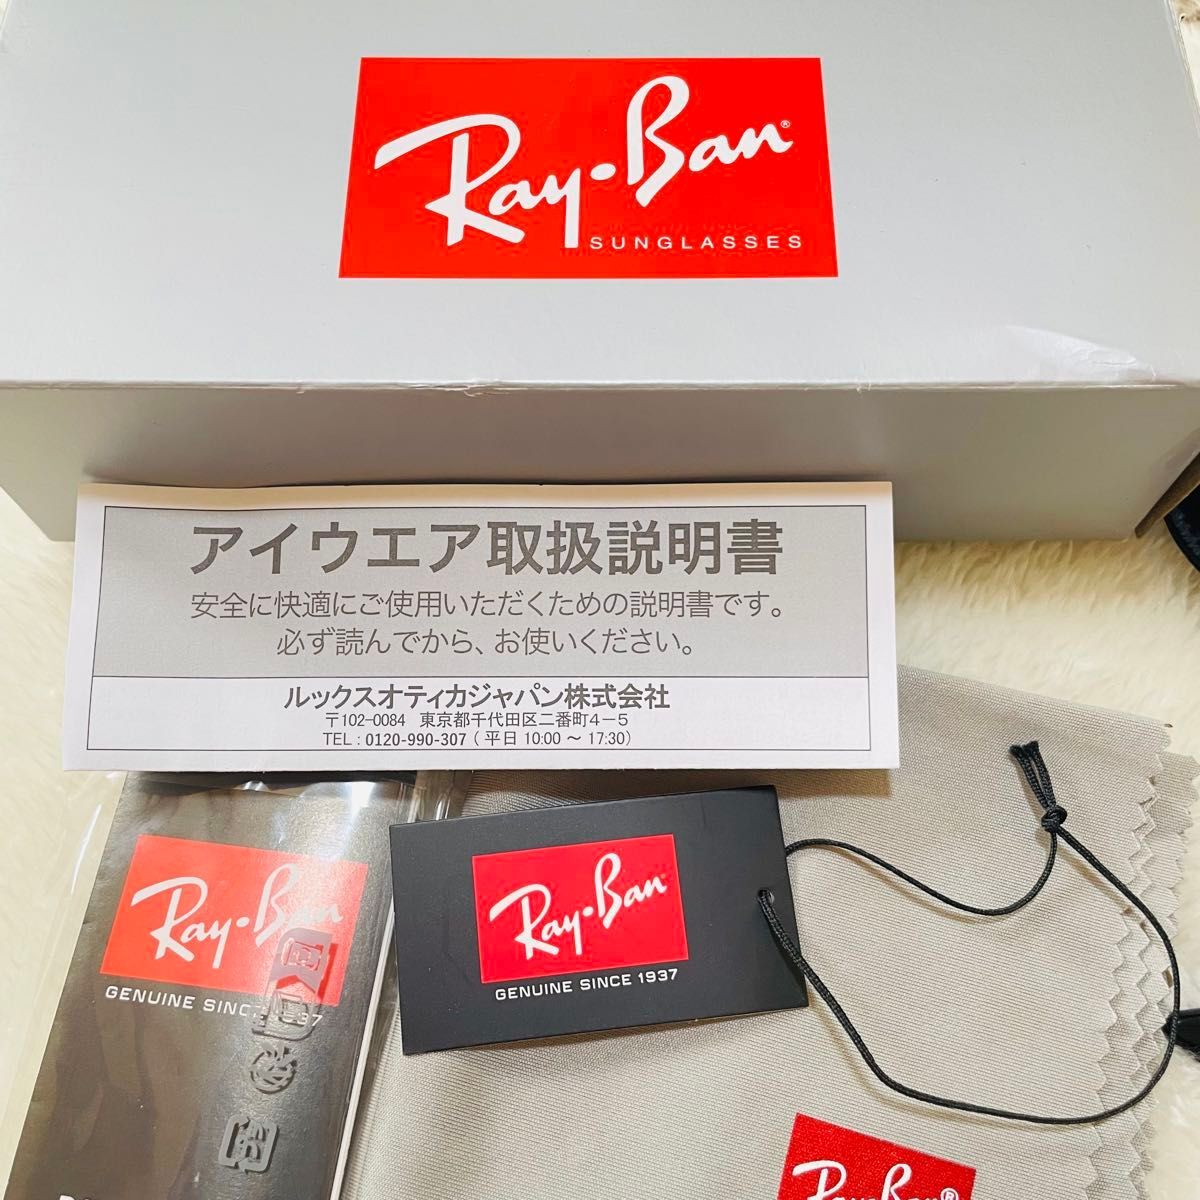 Ray-Ban®
SUNGLASSES
アイウエア取扱説明書
安全に快適にご使用いただくための説明書です。
必ず読んでから、お使いください。
ルックスオティカジャパン株式会社
〒102-0084 東京都千代田区二番町4-5
TEL : 0120-990-307 ( 平日 10:00 ～ 17:30)
Ray-Ban
GENUINE SINCE 1937
Ray-Ban
GENUINE SINCE 1937
Ray-Ban®